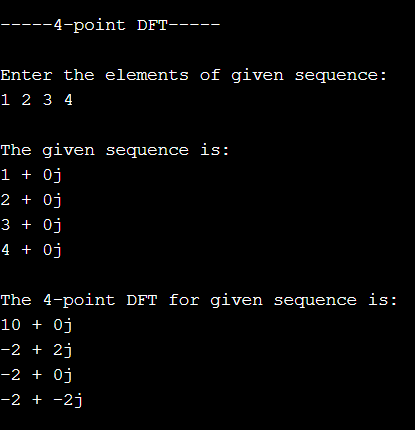 -----4-point DFT-----
Enter the elements of given sequence:
1 2 3 4
The given sequence is:
1 + 0j
2 + 0j
3 + 0j
4 + 0j
The 4-point DFT for given sequence is:
10 + 0j
-2 + 2j
-2 + 0j
-2 + -2j